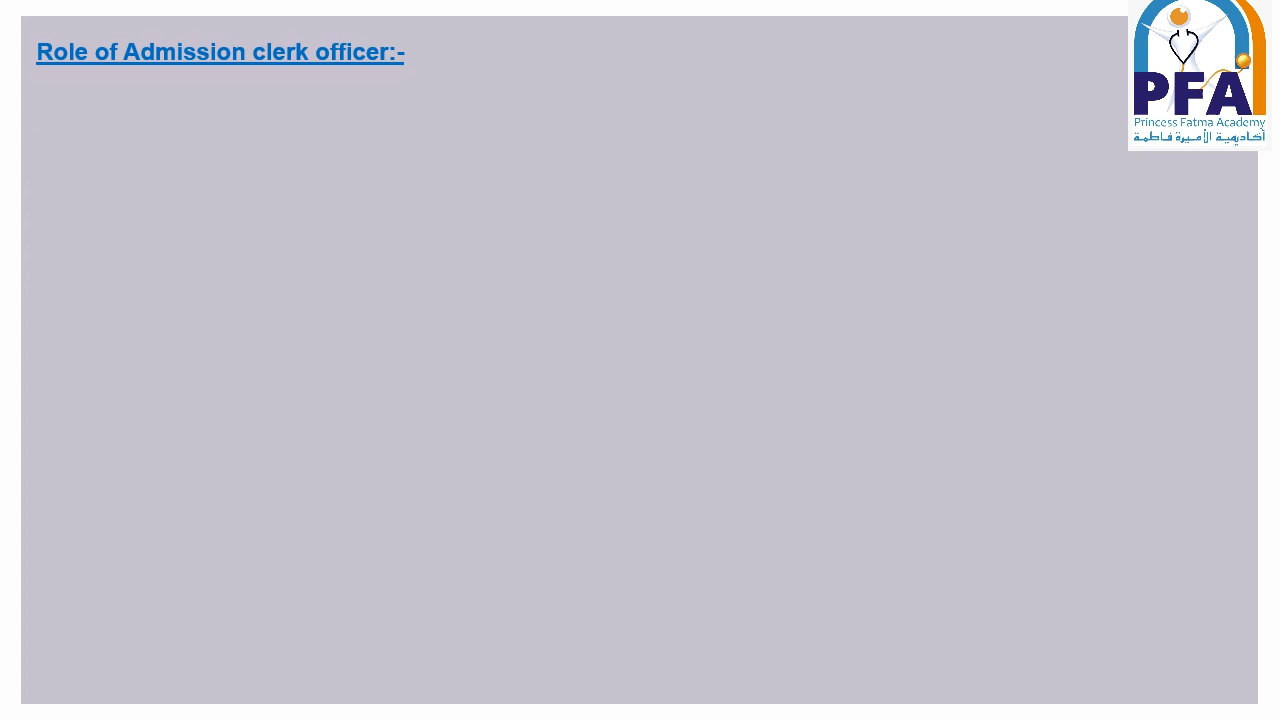 Role of Admission clerk officer:-
PFA
Princess Fatma Academy
أكاديمية الأميرة فاطمة